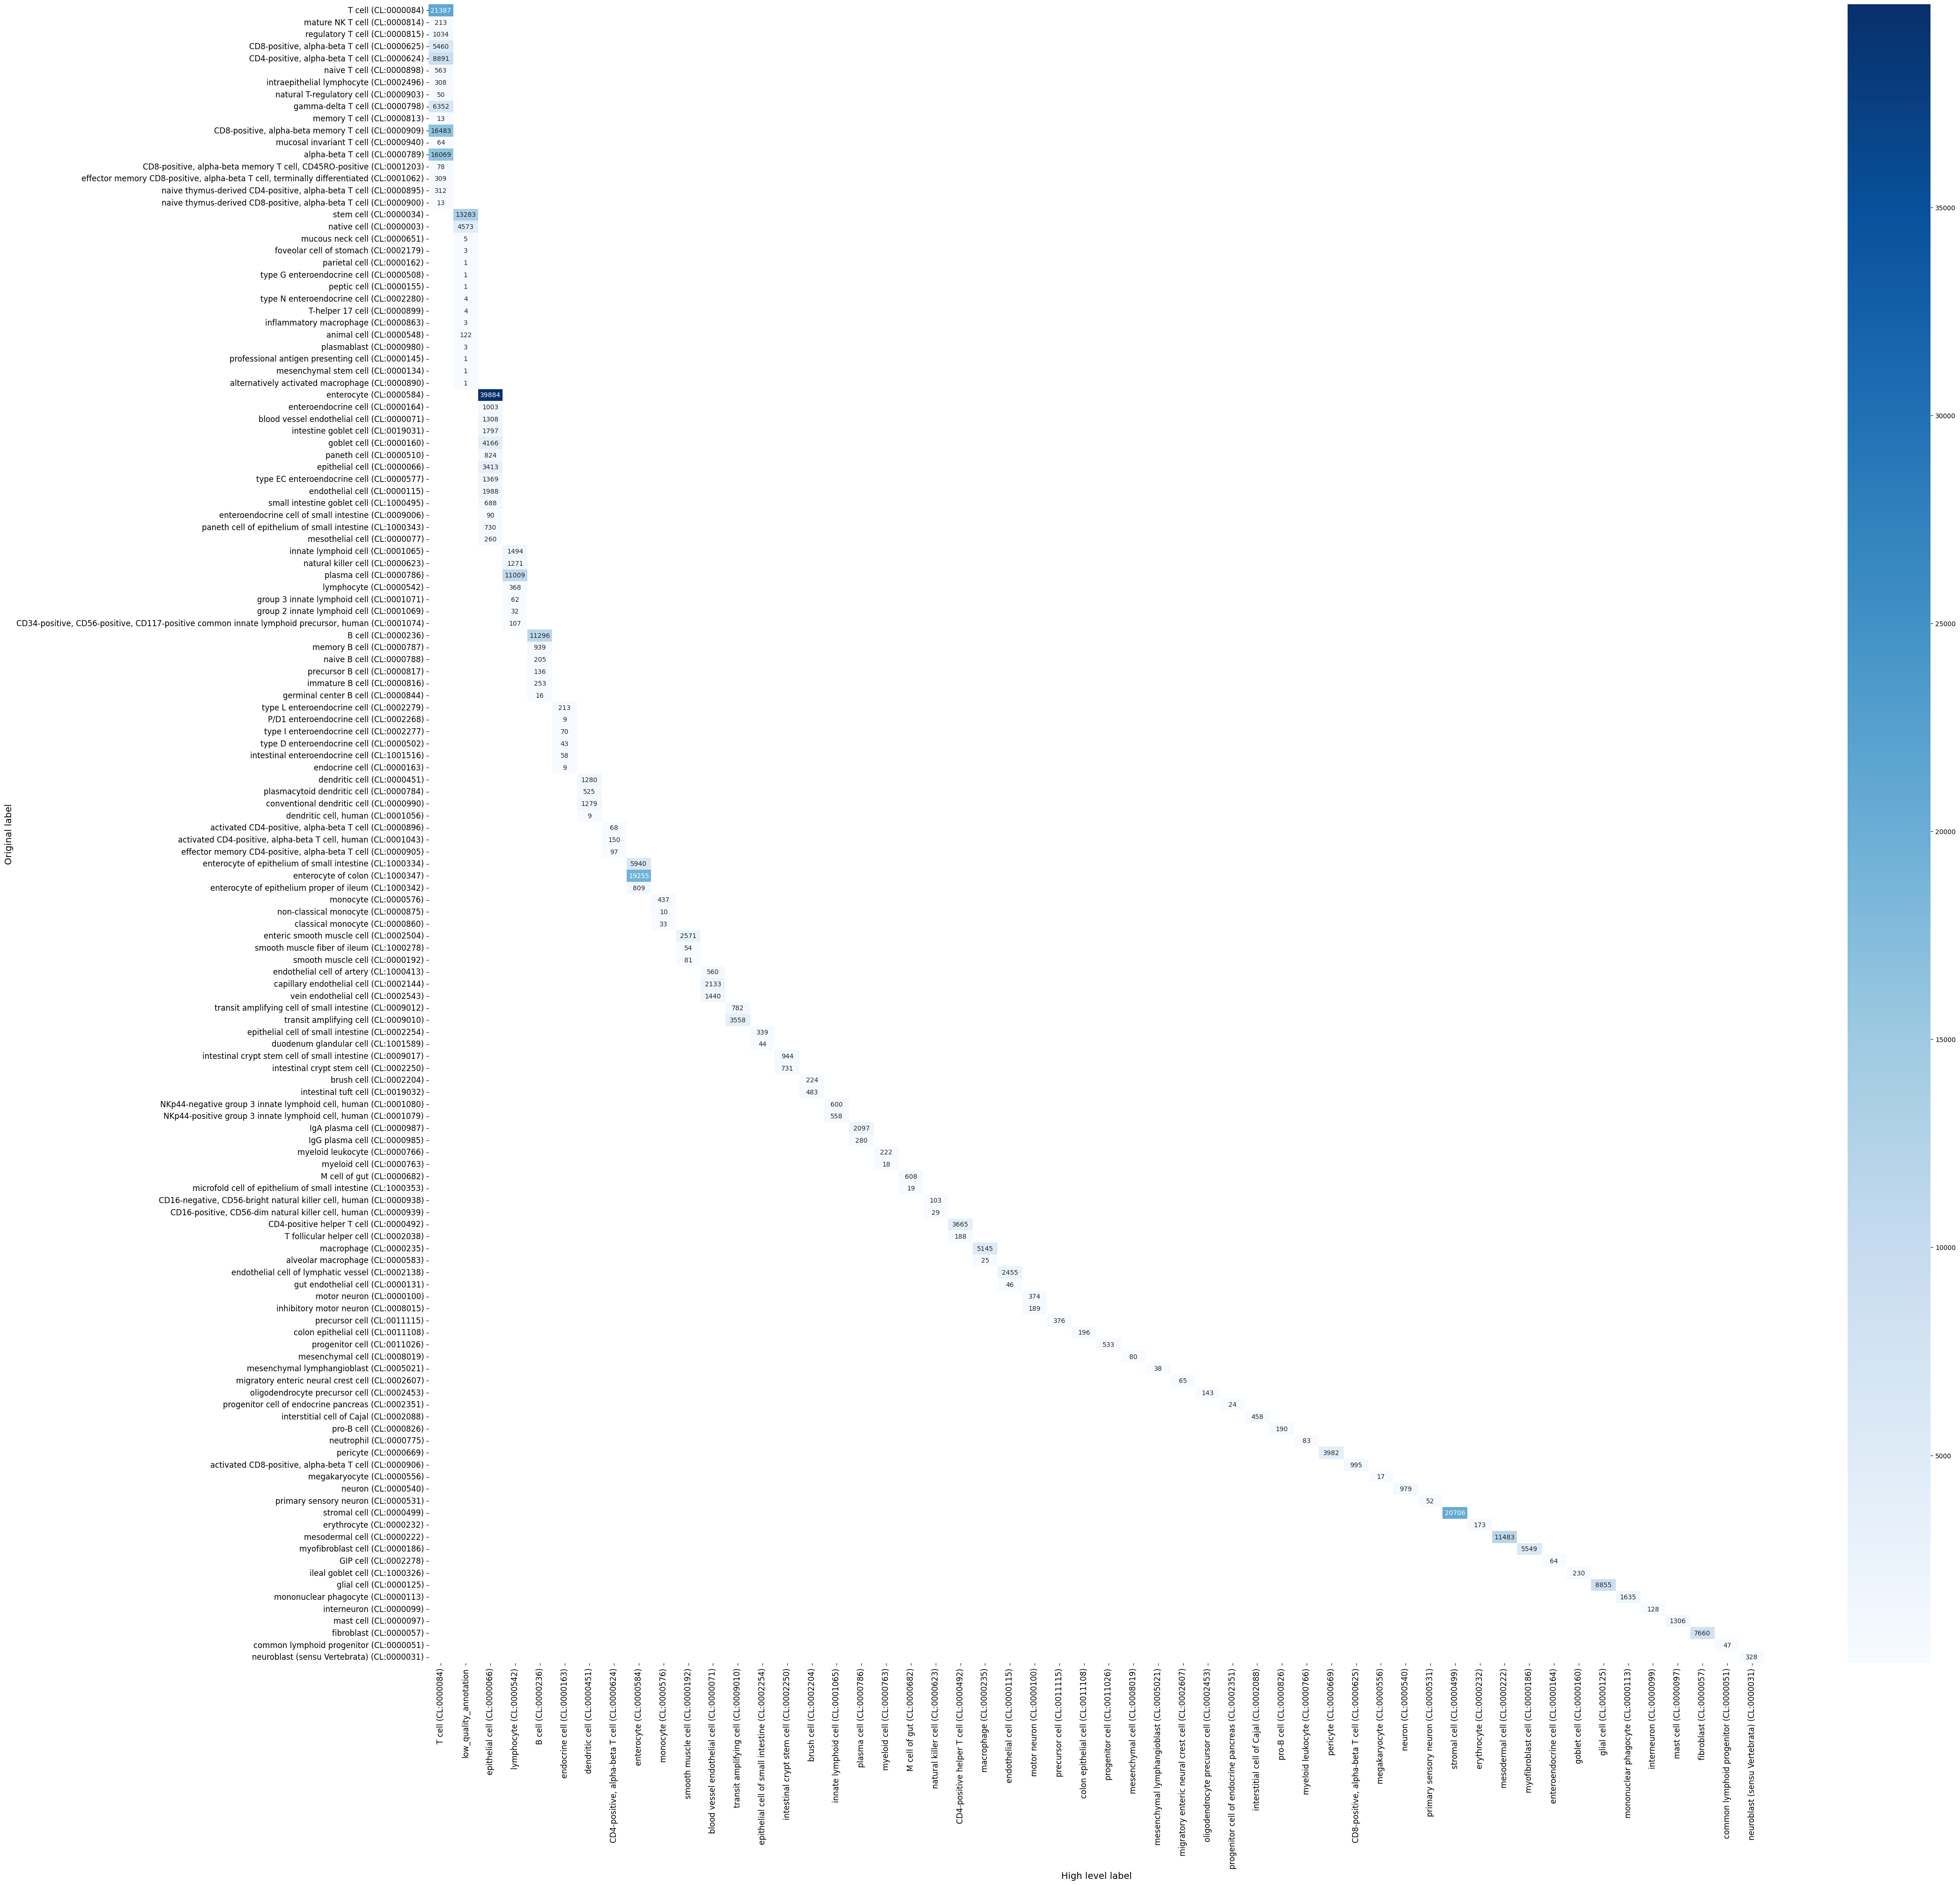 T cell (CL:0000084) 21387
mature NK T cell (CL:0000814) 213
regulatory T cell (CL:0000815) 1034
CD8-positive, alpha-beta T cell (CL:0000625) 5460
CD4-positive, alpha-beta T cell (CL:0000624) 8891
naive T cell (CL:0000898) 563
intraepithelial lymphocyte (CL:0002496) 308
natural T-regulatory cell (CL:0000903) 50
gamma-delta T cell (CL:0000798) 6352
memory T cell (CL:0000813) 13
CD8-positive, alpha-beta memory T cell (CL:0000909) 16483
mucosal invariant T cell (CL:0000940) 64
alpha-beta T cell (CL:0000789) 16069
CD8-positive, alpha-beta memory T cell, CD45RO-positive (CL:0001203) 78
effector memory CD8-positive, alpha-beta T cell, terminally differentiated (CL:0001062) 309
naive thymus-derived CD4-positive, alpha-beta T cell (CL:0000895) 312
naive thymus-derived CD8-positive, alpha-beta T cell (CL:0000900) 13
stem cell (CL:0000034) 13283
native cell (CL:0000003) 4573
mucous neck cell (CL:0000651) 5
foveolar cell of stomach (CL:0002179) 3
parietal cell (CL:0000162) 1
type G enteroendocrine cell (CL:0000508) 1
peptic cell (CL:0000155) 1
type N enteroendocrine cell (CL:0002280) 4
T-helper 17 cell (CL:0000899) 4
inflammatory macrophage (CL:0000863) 3
animal cell (CL:0000548) 122
plasmablast (CL:0000980) 3
professional antigen presenting cell (CL:0000145) 1
mesenchymal stem cell (CL:0000134) 1
alternatively activated macrophage (CL:0000890) 1
enterocyte (CL:0000584) 39884
enteroendocrine cell (CL:0000164) 1003
blood vessel endothelial cell (CL:0000071) 1308
intestine goblet cell (CL:0019031) 1797
goblet cell (CL:0000160) 4166
paneth cell (CL:0000510) 824
epithelial cell (CL:0000066) 3413
type EC enteroendocrine cell (CL:0000577) 1369
endothelial cell (CL:0000115) 1988
small intestine goblet cell (CL:1000495) 688
enteroendocrine cell of small intestine (CL:0009006) 90
paneth cell of epithelium of small intestine (CL:1000343) 730
mesothelial cell (CL:0000077) 260
innate lymphoid cell (CL:0001065) 1494
natural killer cell (CL:0000623) 1271
plasma cell (CL:0000786) 11009
lymphocyte (CL:0000542) 368
group 3 innate lymphoid cell (CL:0001071) 62
group 2 innate lymphoid cell (CL:0001069) 32
CD34-positive, CD56-positive, CD117-positive common innate lymphoid precursor, human (CL:0001074) 107
B cell (CL:0000236) 11296
memory B cell (CL:0000787) 939
naive B cell (CL:0000788) 205
precursor B cell (CL:0000817) 136
immature B cell (CL:0000816) 253
germinal center B cell (CL:0000844) 16
type L enteroendocrine cell (CL:0002279) 213
P/D1 enteroendocrine cell (CL:0002268) 9
type I enteroendocrine cell (CL:0002277) 70
type D enteroendocrine cell (CL:0000502) 43
intestinal enteroendocrine cell (CL:1001516) 58
endocrine cell (CL:0000163) 9
dendritic cell (CL:0000451) 1280
plasmacytoid dendritic cell (CL:0000784) 525
conventional dendritic cell (CL:0000990) 1279
dendritic cell, human (CL:0001056) 9
activated CD4-positive, alpha-beta T cell (CL:0000896) 68
activated CD4-positive, alpha-beta T cell, human (CL:0001043) 150
effector memory CD4-positive, alpha-beta T cell (CL:0000905) 97
enterocyte of epithelium of small intestine (CL:1000334) 5940
enterocyte of colon (CL:1000347) 19255
enterocyte of epithelium proper of ileum (CL:1000342) 809
monocyte (CL:0000576) 437
non-classical monocyte (CL:0000875) 10
classical monocyte (CL:0000860) 33
enteric smooth muscle cell (CL:0002504) 2571
smooth muscle fiber of ileum (CL:1000278) 54
smooth muscle cell (CL:0000192) 81
endothelial cell of artery (CL:1000413) 560
capillary endothelial cell (CL:0002144) 2133
vein endothelial cell (CL:0002543) 1440
transit amplifying cell of small intestine (CL:0009012) 782
transit amplifying cell (CL:0009010) 3558
epithelial cell of small intestine (CL:0002254) 339
duodenum glandular cell (CL:1001589) 44
intestinal crypt stem cell of small intestine (CL:0009017) 944
intestinal crypt stem cell (CL:0002250) 731
brush cell (CL:0002204) 224
intestinal tuft cell (CL:0019032) 483
NKp44-negative group 3 innate lymphoid cell, human (CL:0001080) 600
NKp44-positive group 3 innate lymphoid cell, human (CL:0001079) 558
IgA plasma cell (CL:0000987) 2097
IgG plasma cell (CL:0000985) 280
myeloid leukocyte (CL:0000766) 222
myeloid cell (CL:0000763) 18
M cell of gut (CL:0000682) 608
microfold cell of epithelium of small intestine (CL:1000353) 19
CD16-negative, CD56-bright natural killer cell, human (CL:0000938) 103
CD16-positive, CD56-dim natural killer cell, human (CL:0000939) 29
CD4-positive helper T cell (CL:0000492) 3665
T follicular helper cell (CL:0002038) 188
macrophage (CL:0000235) 5145
alveolar macrophage (CL:0000583) 25
endothelial cell of lymphatic vessel (CL:0002138) 2455
gut endothelial cell (CL:0000131) 46
motor neuron (CL:0000100) 374
inhibitory motor neuron (CL:0008015) 189
precursor cell (CL:0011115) 376
colon epithelial cell (CL:0011108) 196
progenitor cell (CL:0011026) 533
mesenchymal cell (CL:0008019) 80
mesenchymal lymphangioblast (CL:0005021) 38
migratory enteric neural crest cell (CL:0002607) 65
oligodendrocyte precursor cell (CL:0002453) 143
progenitor cell of endocrine pancreas (CL:0002351) 24
interstitial cell of Cajal (CL:0002088) 458
pro-B cell (CL:0000826) 190
neutrophil (CL:0000775) 83
pericyte (CL:0000669) 3982
activated CD8-positive, alpha-beta T cell (CL:0000906) 995
megakaryocyte (CL:0000556) 17
neuron (CL:0000540) 979
primary sensory neuron (CL:0000531) 52
stromal cell (CL:0000499) 20706
erythrocyte (CL:0000232) 173
mesodermal cell (CL:0000222) 11483
myofibroblast cell (CL:0000186) 5549
GIP cell (CL:0002278) 64
ileal goblet cell (CL:1000326) 230
glial cell (CL:0000125) 8855
mononuclear phagocyte (CL:0000113) 1635
interneuron (CL:0000099) 128
mast cell (CL:0000097) 1306
fibroblast (CL:0000057) 7660
common lymphoid progenitor (CL:0000051) 47
neuroblast (sensu Vertebrata) (CL:0000031) 328
Original label
T cell (CL:0000084)
low_quality_annotation
epithelial cell (CL:0000066)
lymphocyte (CL:0000542)
B cell (CL:0000236)
endocrine cell (CL:0000163)
dendritic cell (CL:0000451)
CD4-positive, alpha-beta T cell (CL:0000624)
enterocyte (CL:0000584)
monocyte (CL:0000576)
smooth muscle cell (CL:0000192)
blood vessel endothelial cell (CL:0000071)
transit amplifying cell (CL:0009010)
epithelial cell of small intestine (CL:0002254)
intestinal crypt stem cell (CL:0002250)
brush cell (CL:0002204)
innate lymphoid cell (CL:0001065)
plasma cell (CL:0000786)
myeloid cell (CL:0000763)
M cell of gut (CL:0000682)
natural killer cell (CL:0000623)
CD4-positive helper T cell (CL:0000492)
macrophage (CL:0000235)
endothelial cell (CL:0000115)
motor neuron (CL:0000100)
precursor cell (CL:0011115)
colon epithelial cell (CL:0011108)
progenitor cell (CL:0011026)
mesenchymal cell (CL:0008019)
mesenchymal lymphangioblast (CL:0005021)
migratory enteric neural crest cell (CL:0002607)
oligodendrocyte precursor cell (CL:0002453)
progenitor cell of endocrine pancreas (CL:0002351)
interstitial cell of Cajal (CL:0002088)
pro-B cell (CL:0000826)
myeloid leukocyte (CL:0000766)
pericyte (CL:0000669)
CD8-positive, alpha-beta T cell (CL:0000625)
megakaryocyte (CL:0000556)
neuron (CL:0000540)
primary sensory neuron (CL:0000531)
stromal cell (CL:0000499)
erythrocyte (CL:0000232)
mesodermal cell (CL:0000222)
myofibroblast cell (CL:0000186)
enteroendocrine cell (CL:0000164)
goblet cell (CL:0000160)
glial cell (CL:0000125)
mononuclear phagocyte (CL:0000113)
interneuron (CL:0000099)
mast cell (CL:0000097)
fibroblast (CL:0000057)
common lymphoid progenitor (CL:0000051)
neuroblast (sensu Vertebrata) (CL:0000031)
High level label
35000
30000
25000
20000
15000
10000
5000